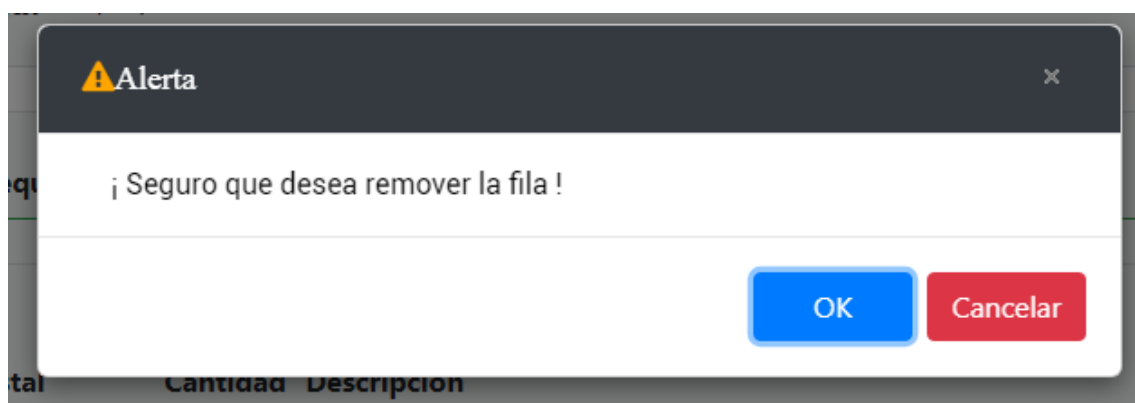 Alerta
×
¡ Seguro que desea remover la fila !
OK Cancelar
Cantidad Descripcion